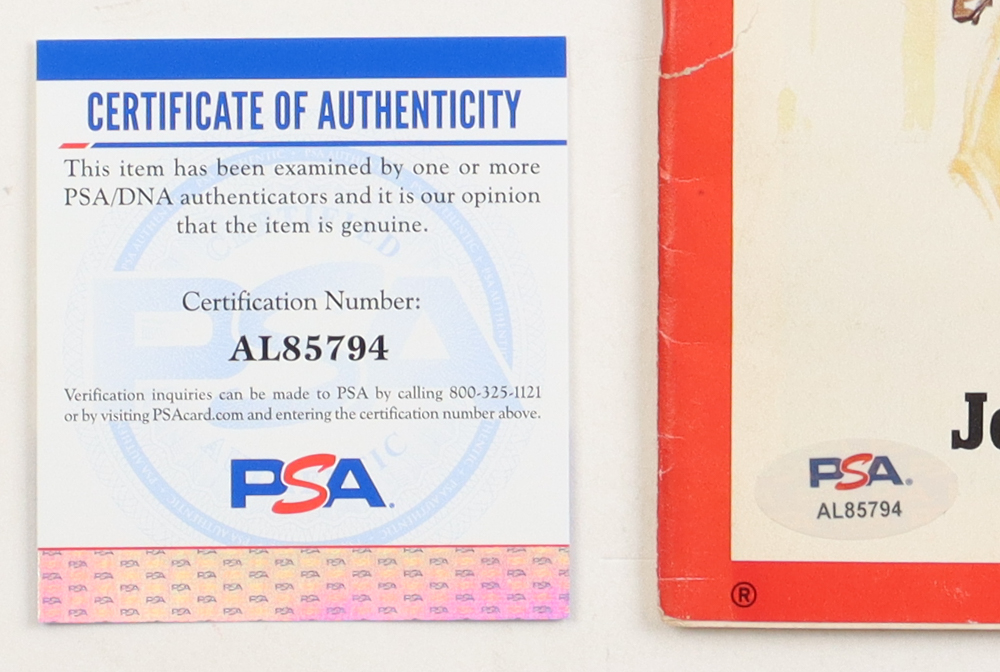 CERTIFICATE OF AUTHENTICITY
This item has been examined by one or more
PSA/DNA authenticators and it is our opinion
that the item is genuine.
Certification Number:
AL85794
Verification inquiries can be made to PSA by calling 800-325-1121
or by visiting PSAcard.com and entering the certification number above.
PSA®
PSA®
AL85794
®